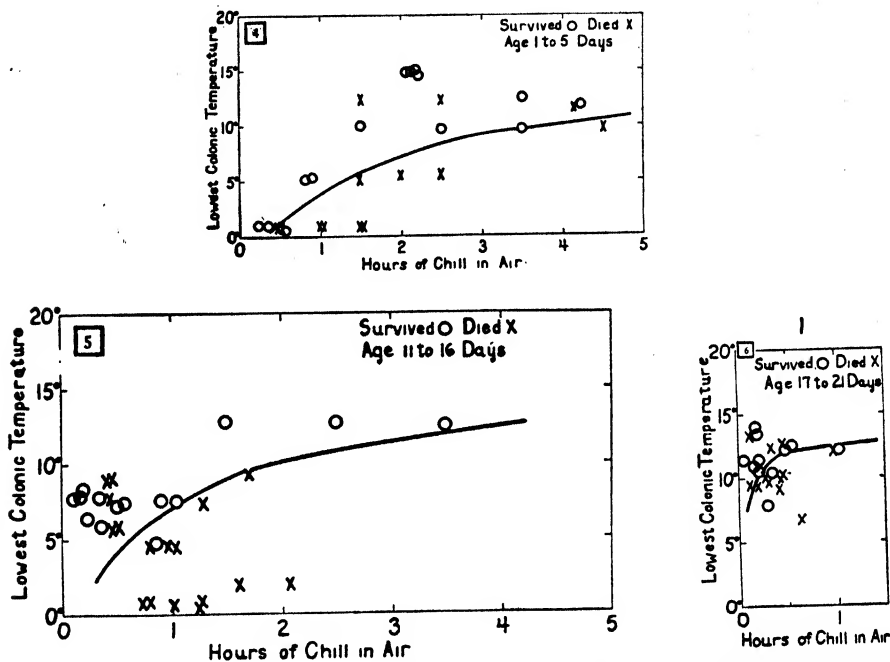 4
Survived O Died X
Age 1 to 5 Days
Lowest Colonic Temperature
20°
15°
10°
5°
0°
0 1 2 3 4 5
Hours of Chill in Air
5
Survived O Died X
Age 11 to 16 Days
Lowest Colonic Temperature
20°
15°
10°
5°
0°
0 1 2 3 4 5
Hours of Chill in Air
6
Survived O Died X
Age 17 to 21 Days
Lowest Colonic Temperature
20°
15°
10°
5°
0°
0 1
Hours of Chill in Air